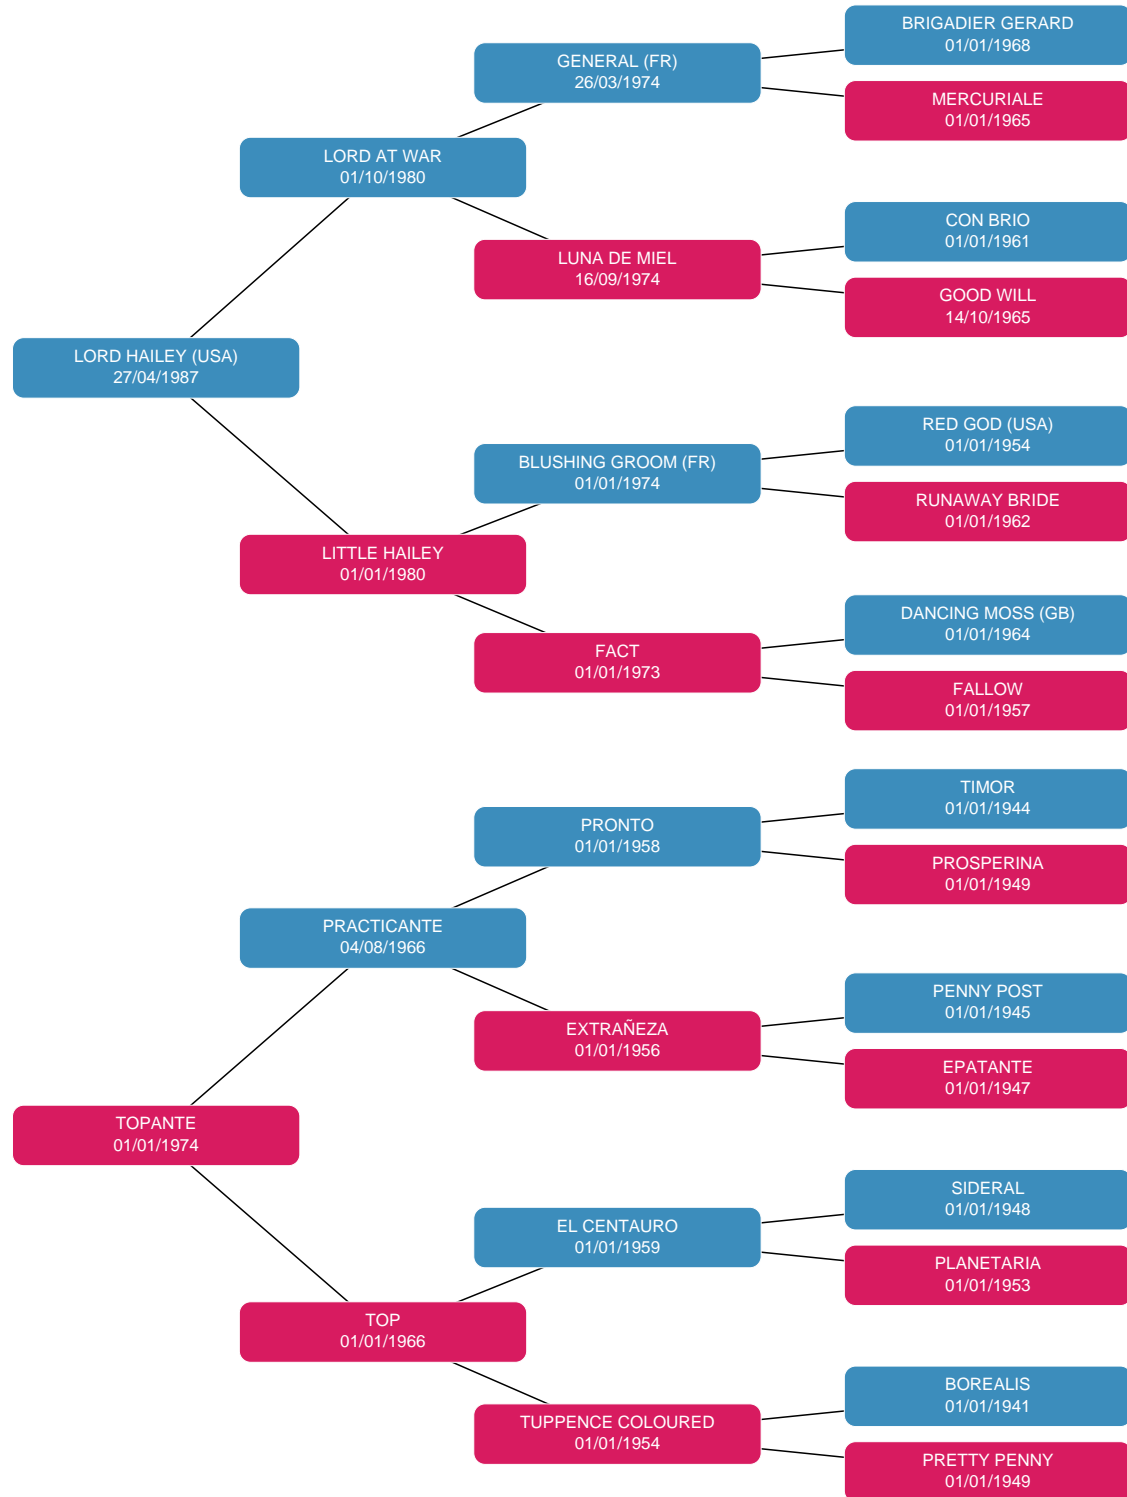 BRIGADIER GERARD
01/01/1968
GENERAL (FR)
26/03/1974
MERCURIALE
01/01/1965
LORD AT WAR
01/10/1980
CON BRIO
01/01/1961
LUNA DE MIEL
16/09/1974
GOOD WILL
14/10/1965
LORD HAILEY (USA)
27/04/1987
RED GOD (USA)
01/01/1954
BLUSHING GROOM (FR)
01/01/1974
RUNAWAY BRIDE
01/01/1962
LITTLE HAILEY
01/01/1980
DANCING MOSS (GB)
01/01/1964
FACT
01/01/1973
FALLOW
01/01/1957
TIMOR
01/01/1944
PRONTO
01/01/1958
PROSPERINA
01/01/1949
PRACTICANTE
04/08/1966
PENNY POST
01/01/1945
EXTRAÑEZA
01/01/1956
EPATANTE
01/01/1947
TOPANTE
01/01/1974
SIDERAL
01/01/1948
EL CENTAURO
01/01/1959
PLANETARIA
01/01/1953
TOP
01/01/1966
BOREALIS
01/01/1941
TUPPENCE COLOURED
01/01/1954
PRETTY PENNY
01/01/1949